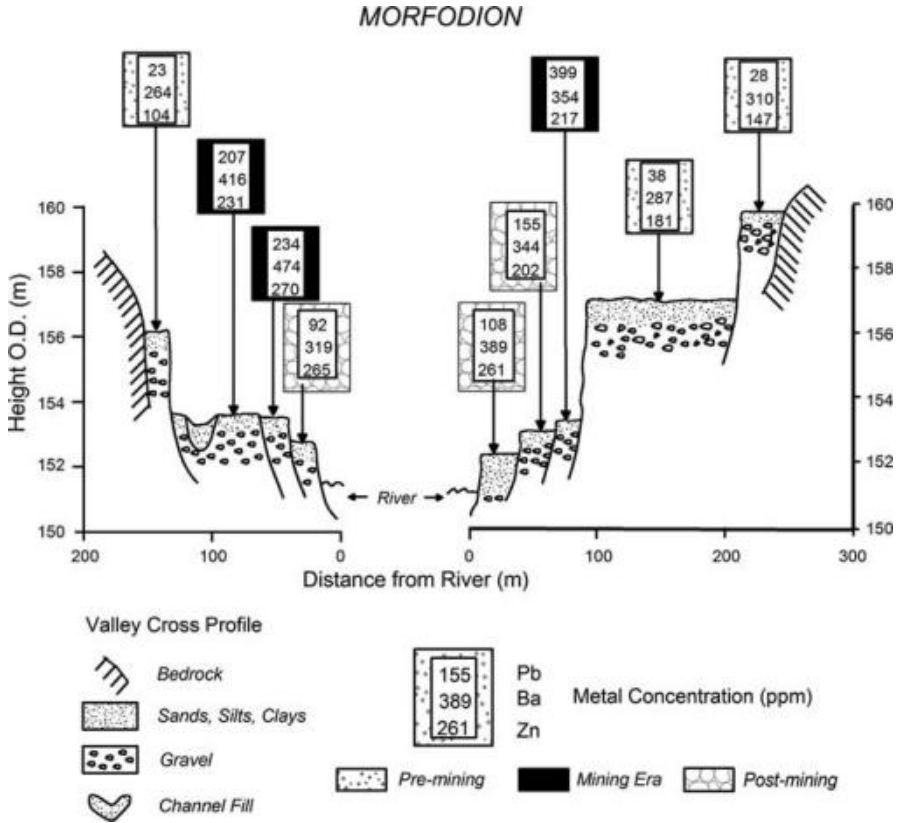 MORFODION
23
264
104
207
416
231
234
474
270
92
319
265
399
354
217
28
310
147
38
287
181
155
344
202
108
389
261
Height O.D. (m)
160
158
156
154
152
150
160
158
156
154
152
150
River
200 100 0
0 100 200 300
Distance from River (m)
Valley Cross Profile
Bedrock
Sands, Silts, Clays
Gravel
Channel Fill
155 Pb
389 Ba
261 Zn
Metal Concentration (ppm)
Pre-mining Mining Era Post-mining